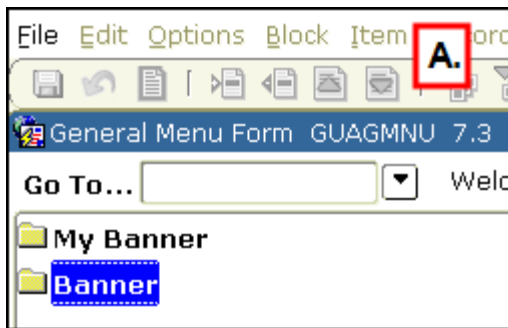 File Edit Options Block Item
A.
General Menu Form GUAGMNU 7.3
Go To...
My Banner
Banner